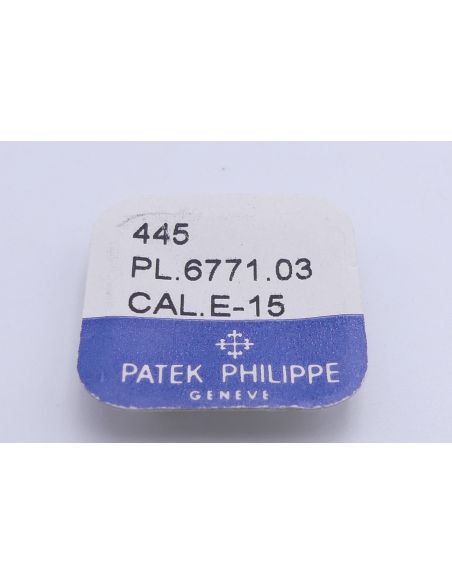 445
PL.6771.03
CAL.E-15
PATEK PHILIPPE
GENEVE